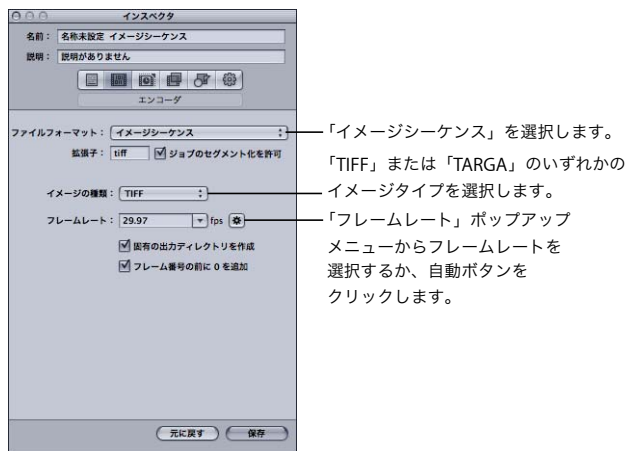 インスペクタ
名前： 名称未設定 イメージシーケンス
説明： 説明がありません
エンコーダ
ファイルフォーマット： イメージシーケンス
拡張子： tiff ジョブのセグメント化を許可
イメージの種類： TIFF
フレームレート： 29.97 fps
固有の出力ディレクトリを作成
フレーム番号の前に 0 を追加
元に戻す 保存
「イメージシーケンス」を選択します。
「TIFF」または「TARGA」のいずれかの
イメージタイプを選択します。
「フレームレート」ポップアップ
メニューからフレームレートを
選択するか、自動ボタンを
クリックします。